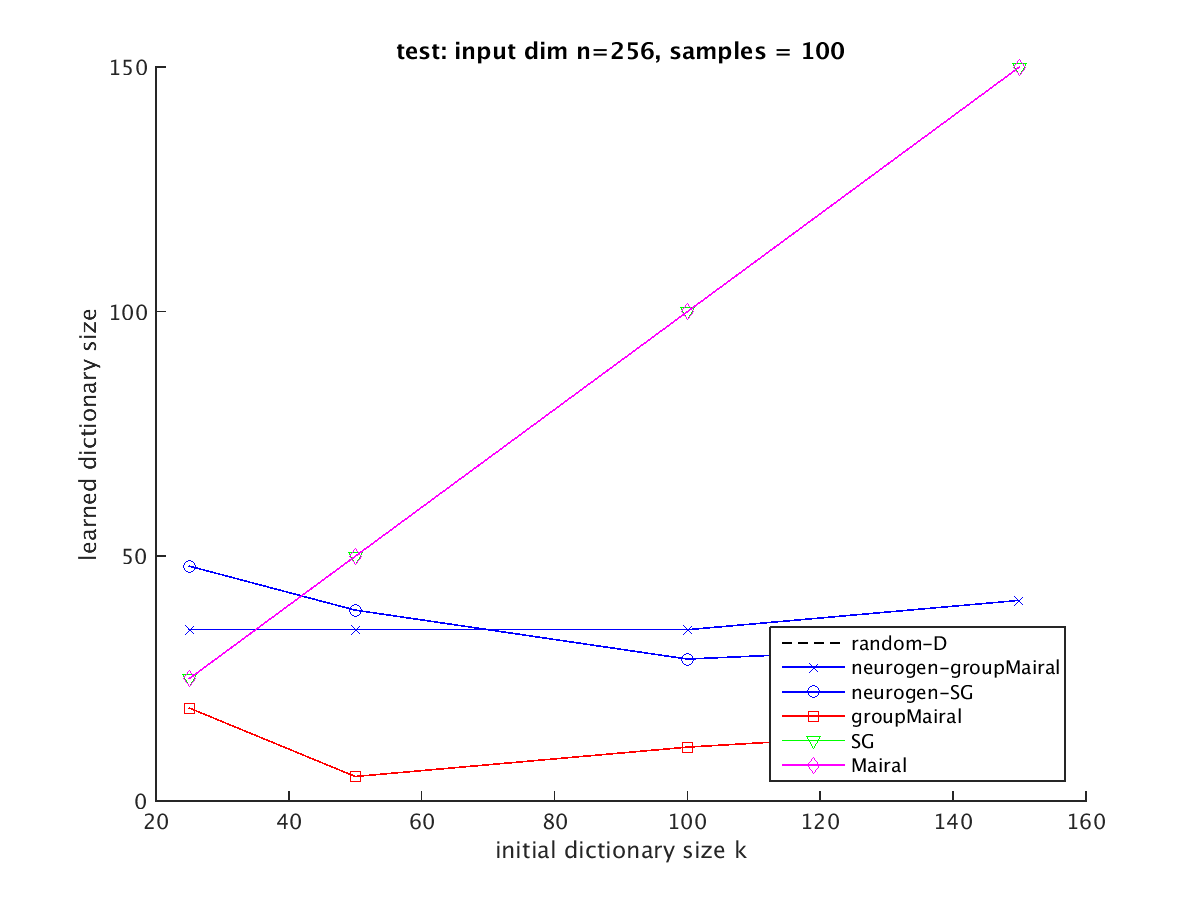 test: input dim n=256, samples = 100
150
100
50
0
learned dictionary size
20 40 60 80 100 120 140 160
initial dictionary size k
random-D
neurogen-groupMairal
neurogen-SG
groupMairal
SG
Mairal